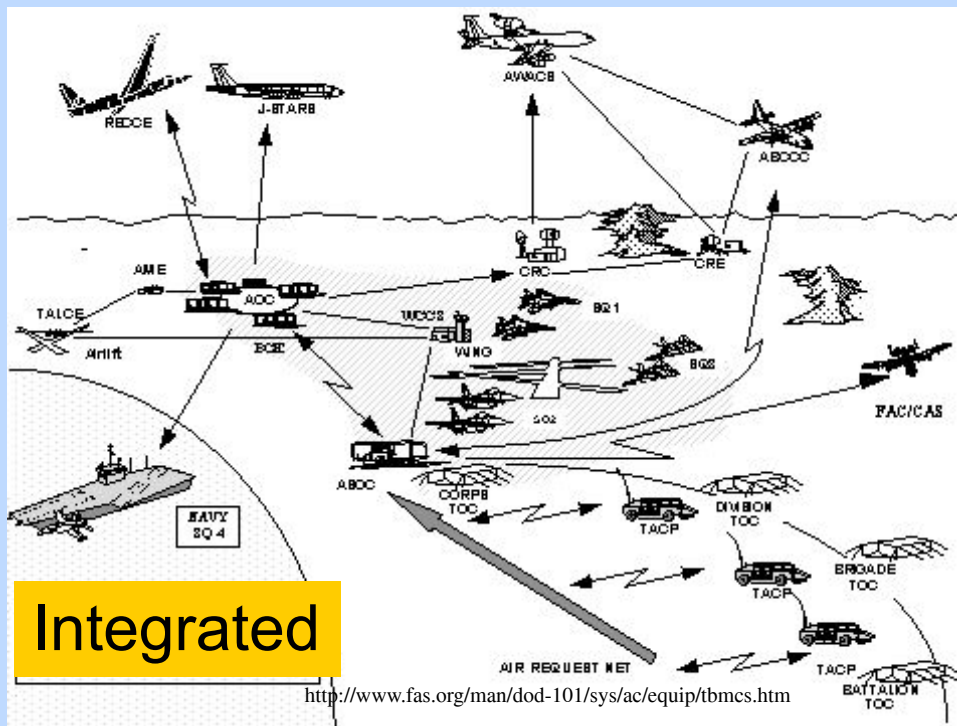 AWACS
RECCE
J-STARS
ABCCC
CRC
CRE
AME
AOC
SQ1
TALCE
WCCS
Airlift
ECH
WING
SQ3
SQ2
FAC/CAS
ASOC
CORPS
TOC
DIVISION
TOC
TACP
NAVY
SQ 4
BRIGADE
TOC
TACP
Integrated
TACP
AIR REQUEST NET
BATTALION
TOC
http://www.fas.org/man/dod-101/sys/ac/equip/tbmcs.htm